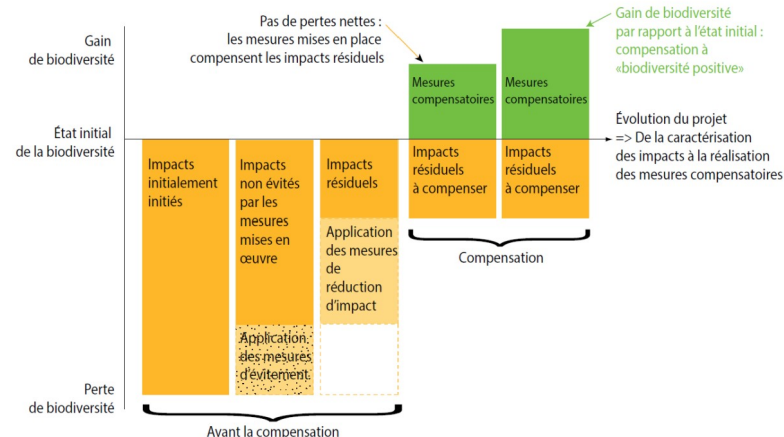 Pas de pertes nettes :
les mesures mises en place
compensent les impacts résiduels
Gain de biodiversité
par rapport à l'état initial :
compensation à
«biodiversité positive»
Gain
de biodiversité
Mesures
compensatoires
Mesures
compensatoires
État initial
de la biodiversité
Évolution du projet
=> De la caractérisation
des impacts à la réalisation
des mesures compensatoires
Impacts
initialement
initiés
Impacts
non évités
par les
mesures
mises en
œuvre
Impacts
résiduels
Impacts
résiduels
à compenser
Impacts
résiduels
à compenser
Application
des mesures
de
réduction
d'impact
Compensation
Application
des mesures
d'évitement
Perte
de biodiversité
Avant la compensation